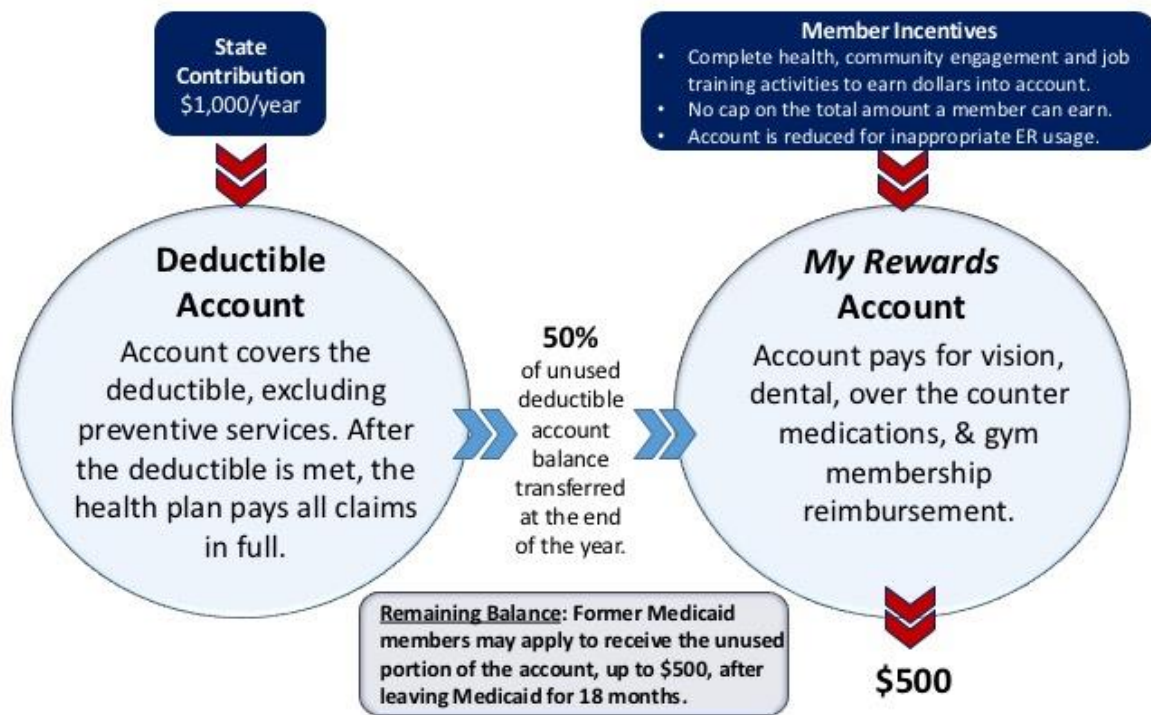 State
Contribution
$1,000/year
Member Incentives
• Complete health, community engagement and job
training activities to earn dollars into account.
• No cap on the total amount a member can earn.
• Account is reduced for inappropriate ER usage.
Deductible
Account
Account covers the
deductible, excluding
preventive services. After
the deductible is met, the
health plan pays all claims
in full.
50%
of unused
deductible
account
balance
transferred
at the end
of the year.
My Rewards
Account
Account pays for vision,
dental, over the counter
medications, & gym
membership
reimbursement.
Remaining Balance: Former Medicaid
members may apply to receive the unused
portion of the account, up to $500, after
leaving Medicaid for 18 months.
$500